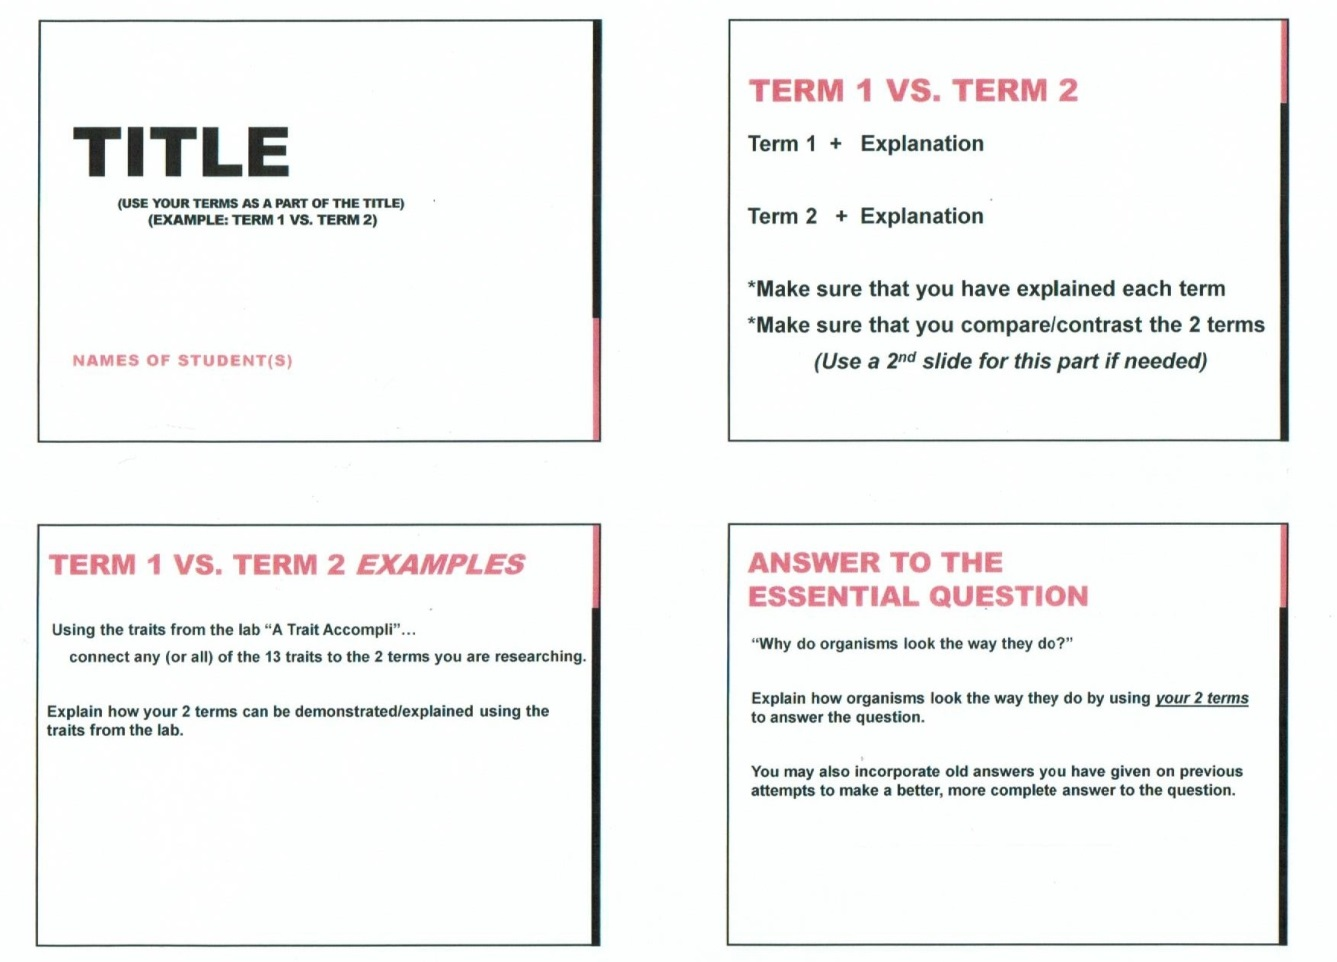 TITLE
(USE YOUR TERMS AS A PART OF THE TITLE)
(EXAMPLE: TERM 1 VS. TERM 2)
NAMES OF STUDENT(S)
TERM 1 VS. TERM 2
Term 1 + Explanation
Term 2 + Explanation
*Make sure that you have explained each term
*Make sure that you compare/contrast the 2 terms
(Use a 2nd slide for this part if needed)
TERM 1 VS. TERM 2 EXAMPLES
Using the traits from the lab “A Trait Accompli”...
connect any (or all) of the 13 traits to the 2 terms you are researching.
Explain how your 2 terms can be demonstrated/explained using the
traits from the lab.
ANSWER TO THE
ESSENTIAL QUESTION
“Why do organisms look the way they do?”
Explain how organisms look the way they do by using your 2 terms
to answer the question.
You may also incorporate old answers you have given on previous
attempts to make a better, more complete answer to the question.